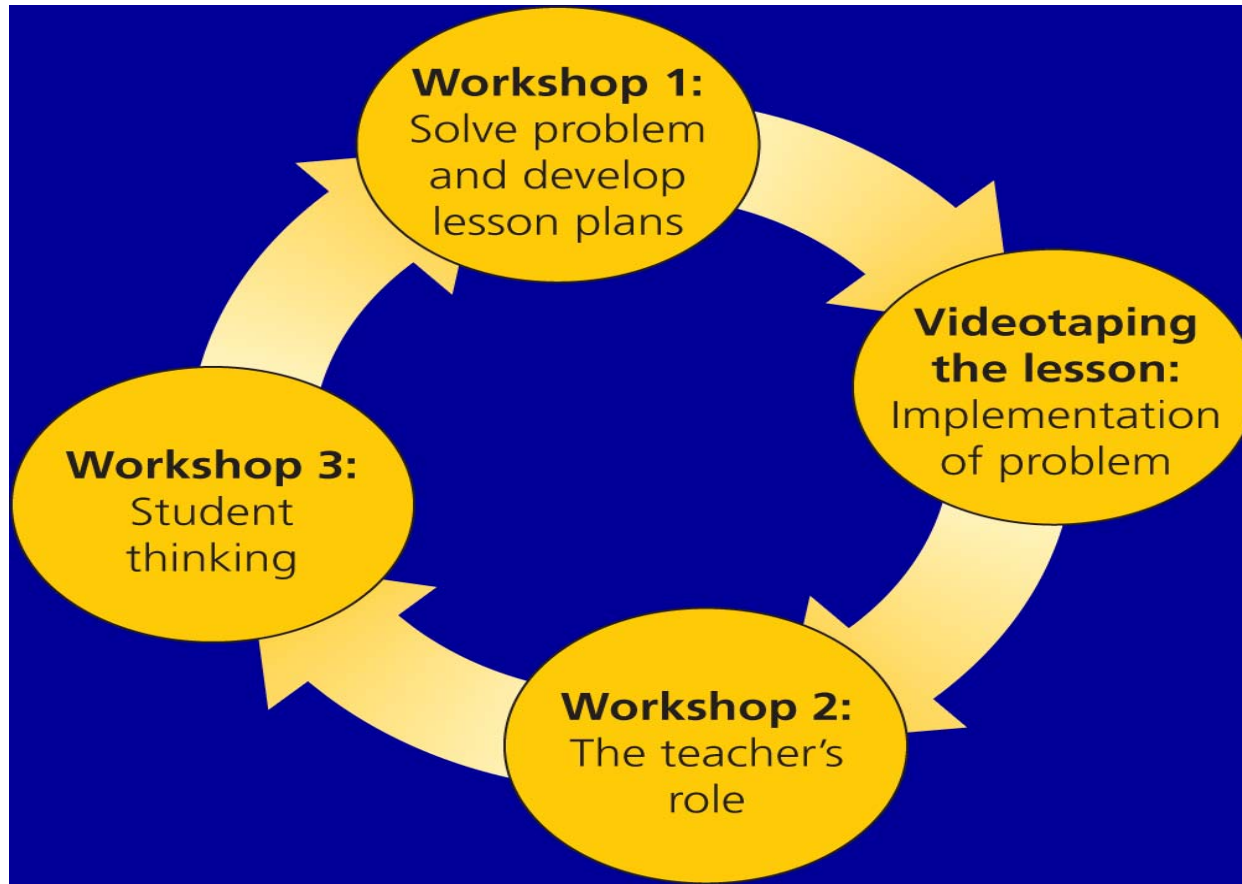 Workshop 1:
Solve problem
and develop
lesson plans
Videotaping
the lesson:
Implementation
of problem
Workshop 2:
The teacher’s
role
Workshop 3:
Student
thinking